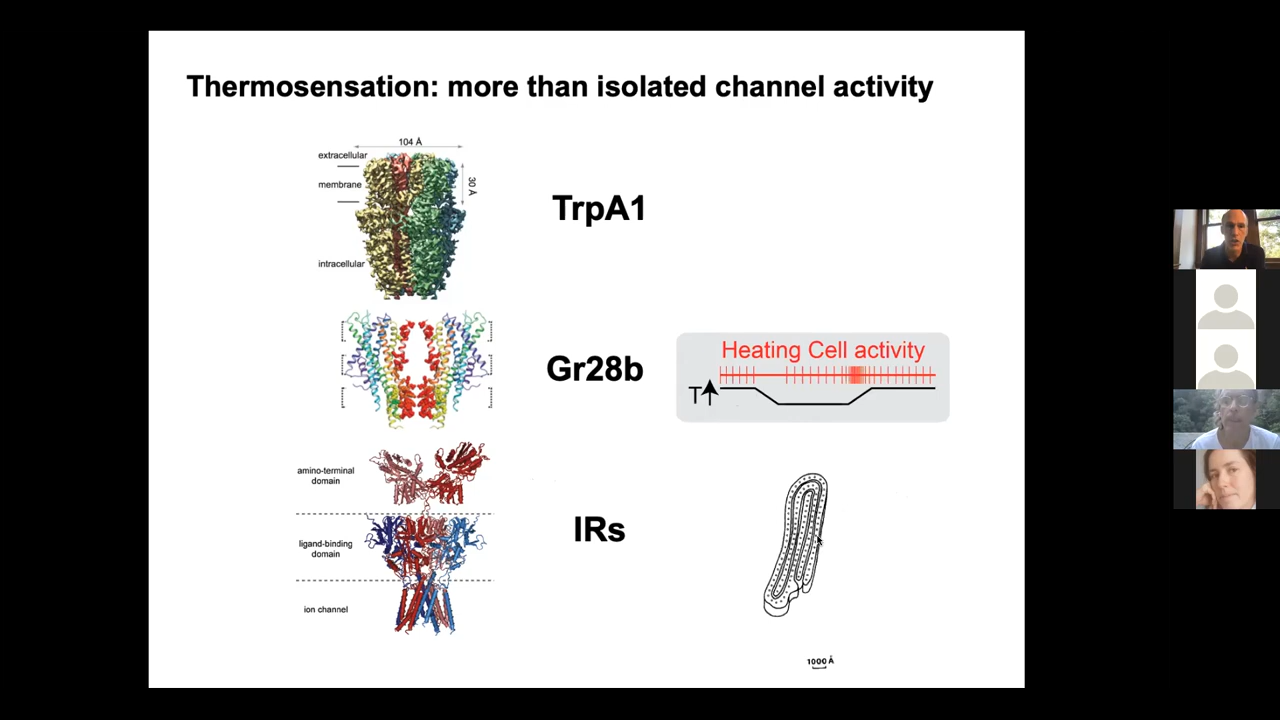 Thermosensation: more than isolated channel activity
104 Å
extracellular
membrane
30 Å
intracellular
TrpA1
Gr28b
Heating Cell activity
T
amino-terminal
domain
ligand-binding
domain
ion channel
IRs
1000 Å